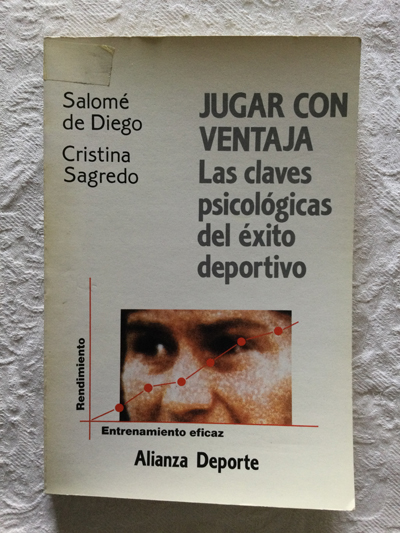 Salomé
de Diego
Cristina
Sagredo
JUGAR CON
VENTAJA
Las claves
psicológicas
del éxito
deportivo
Rendimiento
Entrenamiento eficaz
Alianza Deporte